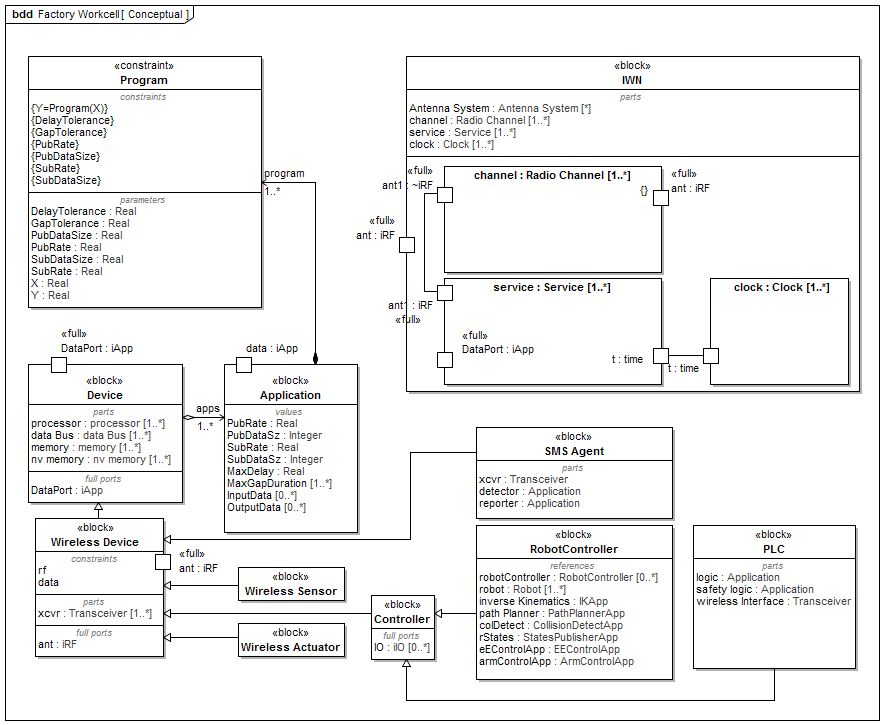 bdd Factory Workcell[ Conceptual ]
«constraint»
Program
constraints
{Y=Program(X)}
{DelayTolerance}
{GapTolerance}
{PubRate}
{PubDataSize}
{SubRate}
{SubDataSize}
parameters
DelayTolerance : Real
GapTolerance : Real
PubDataSize : Real
PubRate : Real
SubDataSize : Real
SubRate : Real
X : Real
Y : Real
program
1..*
«block»
IWN
parts
Antenna System : Antenna System [*]
channel : Radio Channel [1..*]
service : Service [1..*]
clock : Clock [1..*]
«full»
ant1 : ~iRF
channel : Radio Channel [1..*]
{}
«full»
ant : iRF
«full»
ant : iRF
ant1 : iRF
«full»
service : Service [1..*]
«full»
DataPort : iApp
t : time
t : time
clock : Clock [1..*]
«full»
DataPort : iApp
«block»
Device
parts
processor : processor [1..*]
data Bus : data Bus [1..*]
memory : memory [1..*]
nv memory : nv memory [1..*]
full ports
DataPort : iApp
apps
1..*
data : iApp
«block»
Application
values
PubRate : Real
PubDataSz : Integer
SubRate : Real
SubDataSz : Integer
MaxDelay : Real
MaxGapDuration [1..*]
InputData [0..*]
OutputData [0..*]
«block»
SMS Agent
parts
xcvr : Transceiver
detector : Application
reporter : Application
«block»
Wireless Device
constraints
rf
data
parts
xcvr : Transceiver [1..*]
full ports
ant : iRF
«full»
ant : iRF
«block»
Wireless Sensor
«block»
Wireless Actuator
«block»
Controller
full ports
IO : iIO [0..*]
«block»
RobotController
references
robotController : RobotController [0..*]
robot : Robot [1..*]
inverse Kinematics : IKApp
path Planner : PathPlannerApp
colDetect : CollisionDetectApp
rStates : StatesPublisherApp
eEControlApp : EEControlApp
armControlApp : ArmControlApp
«block»
PLC
parts
logic : Application
safety logic : Application
wireless Interface : Transceiver